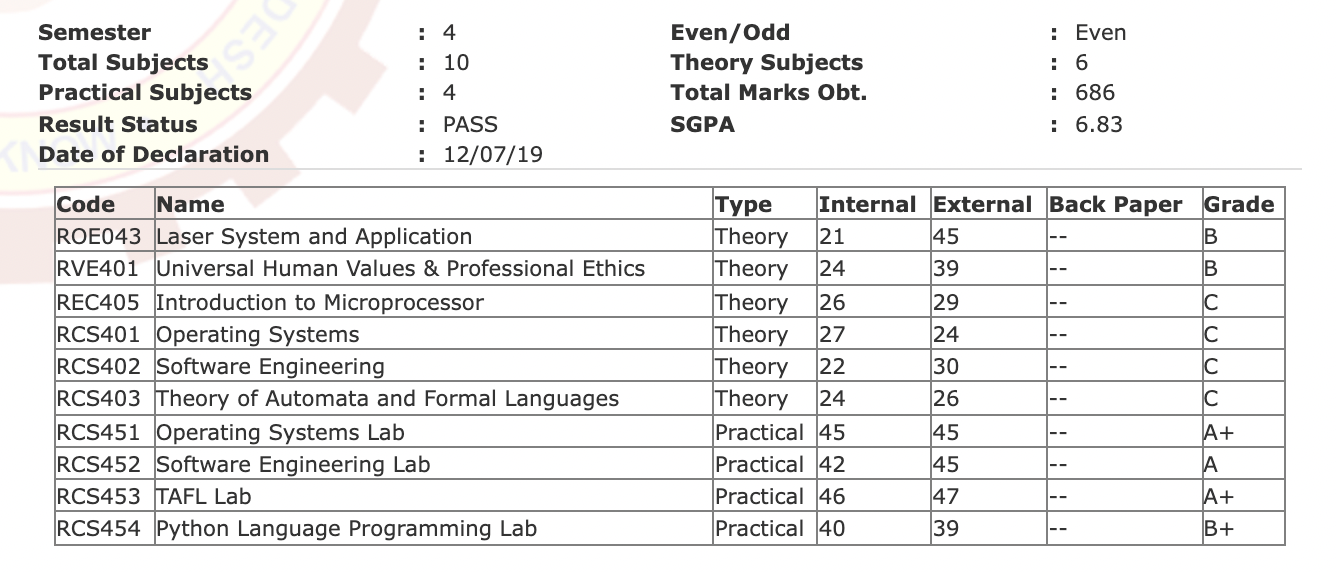 Semester : 4 Even/Odd : Even
Total Subjects : 10 Theory Subjects : 6
Practical Subjects : 4 Total Marks Obt. : 686
Result Status : PASS SGPA : 6.83
Date of Declaration : 12/07/19
Code Name Type Internal External Back Paper Grade
ROE043 Laser System and Application Theory 21 45 -- B
RVE401 Universal Human Values & Professional Ethics Theory 24 39 -- B
REC405 Introduction to Microprocessor Theory 26 29 -- C
RCS401 Operating Systems Theory 27 24 -- C
RCS402 Software Engineering Theory 22 30 -- C
RCS403 Theory of Automata and Formal Languages Theory 24 26 -- C
RCS451 Operating Systems Lab Practical 45 45 -- A+
RCS452 Software Engineering Lab Practical 42 45 -- A
RCS453 TAFL Lab Practical 46 47 -- A+
RCS454 Python Language Programming Lab Practical 40 39 -- B+